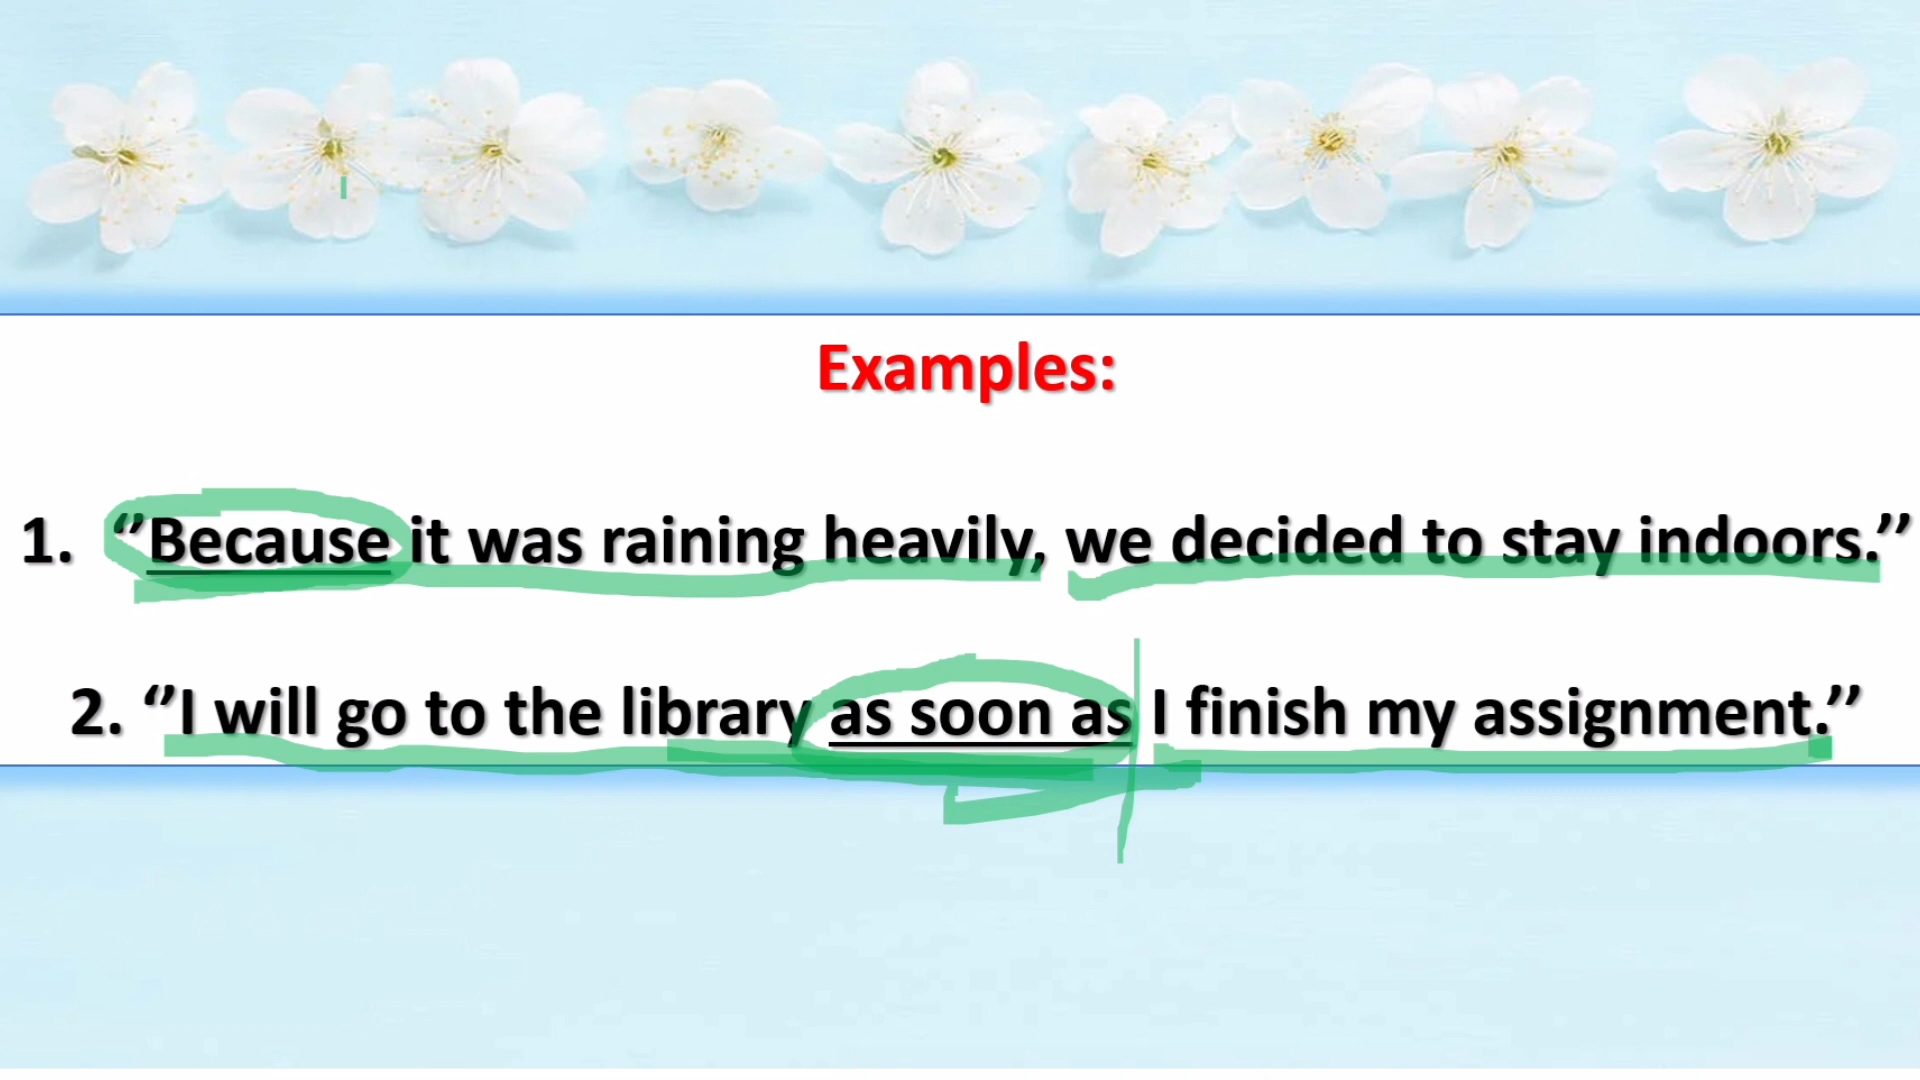 Examples:
1. ‘’Because it was raining heavily, we decided to stay indoors.’’
2. ‘’I will go to the library as soon as I finish my assignment.’’